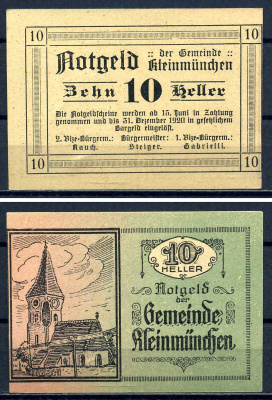 10 10
Notgeld :: der Gemeinde ::
Kleinmünchen
Zehn 10 Heller
Die Notgeldscheine werden ab 15. Juni in Zahlung
genommen und bis 31. Dezember 1920 in gesetzlichem
Bargeld eingelöst.
2. Vize-Bürgerm.: Bürgermeister: 1. Vize-Bürgerm.:
Rauch. Steiger. Gabrielli.
10 10
10
HELLER
Notgeld
der
Gemeinde
Kleinmünchen